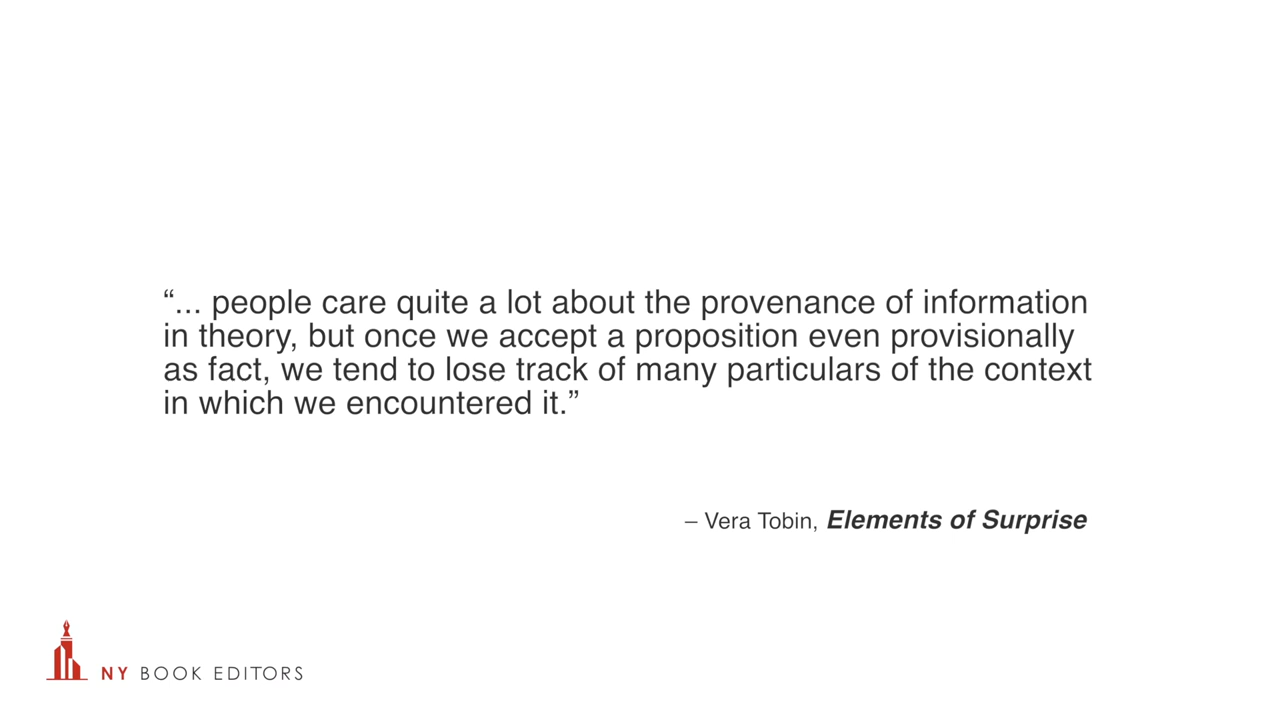 “... people care quite a lot about the provenance of information
in theory, but once we accept a proposition even provisionally
as fact, we tend to lose track of many particulars of the context
in which we encountered it.”
– Vera Tobin, Elements of Surprise
NY BOOK EDITORS